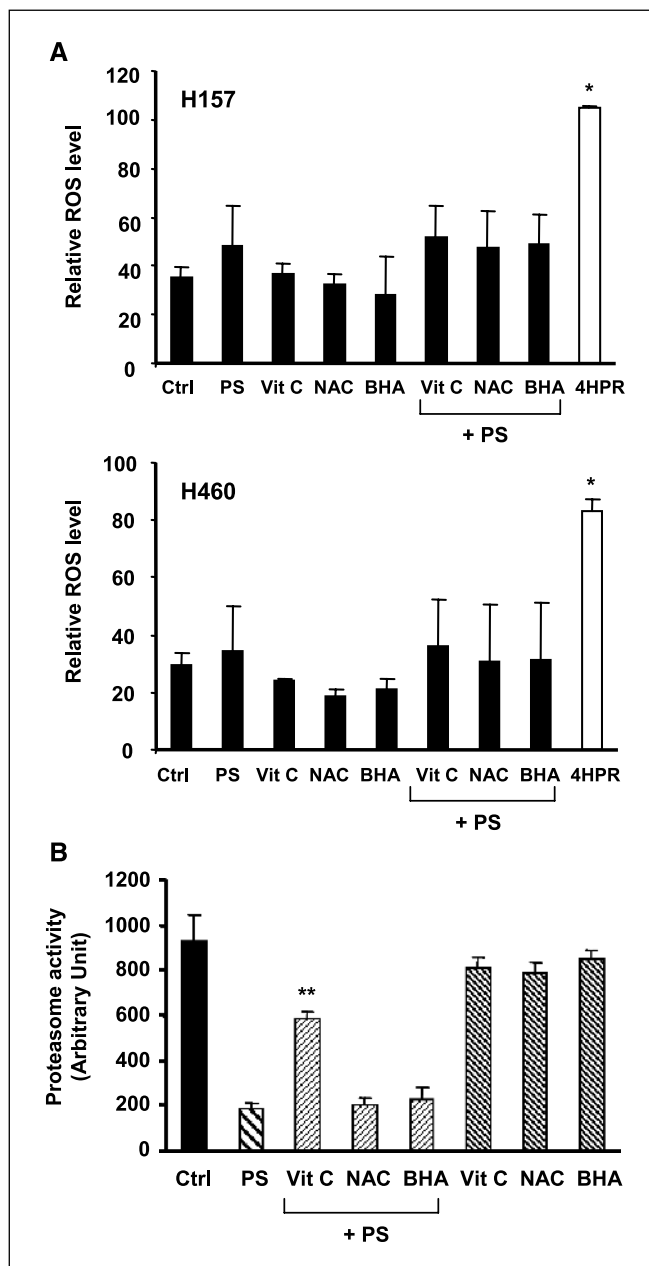 A
H157
Relative ROS level
120
100
80
60
40
20
0
*
Ctrl PS Vit C NAC BHA Vit C NAC BHA 4HPR
+ PS
H460
Relative ROS level
100
80
60
40
20
0
*
Ctrl PS Vit C NAC BHA Vit C NAC BHA 4HPR
+ PS
B
Proteasome activity
(Arbitrary Unit)
1200
1000
800
600
400
200
0
**
Ctrl PS Vit C NAC BHA Vit C NAC BHA
+ PS